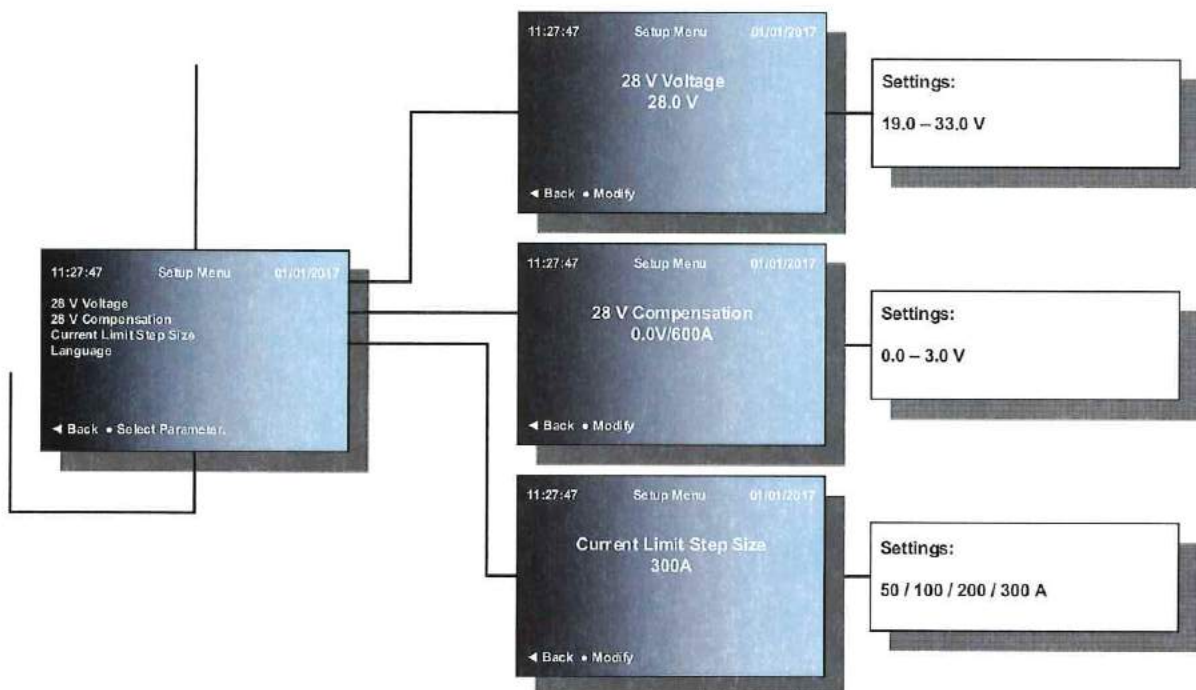 11:27:47 Setup Menu 01/01/2017
28 V Voltage
28.0 V
◄ Back ● Modify
Settings:
19.0 – 33.0 V
11:27:47 Setup Menu 01/01/2017
28 V Voltage
28 V Compensation
Current Limit Step Size
Language
◄ Back ● Select Parameter.
11:27:47 Setup Menu 01/01/2017
28 V Compensation
0.0V/600A
◄ Back ● Modify
Settings:
0.0 – 3.0 V
11:27:47 Setup Menu 01/01/2017
Current Limit Step Size
300A
◄ Back ● Modify
Settings:
50 / 100 / 200 / 300 A